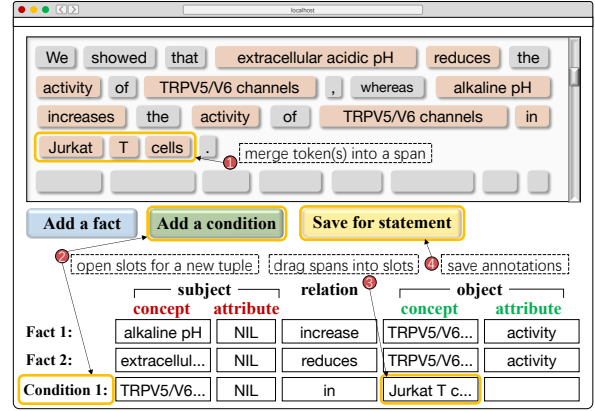 localhost
We showed that extracellular acidic pH reduces the
activity of TRPV5/V6 channels , whereas alkaline pH
increases the activity of TRPV5/V6 channels in
Jurkat T cells .
1 merge token(s) into a span
Add a fact Add a condition Save for statement
2 open slots for a new tuple drag spans into slots 3 4 save annotations
subject relation object
concept attribute concept attribute
Fact 1: alkaline pH NIL increase TRPV5/V6... activity
Fact 2: extracellul... NIL reduces TRPV5/V6... activity
Condition 1: TRPV5/V6... NIL in Jurkat T c...